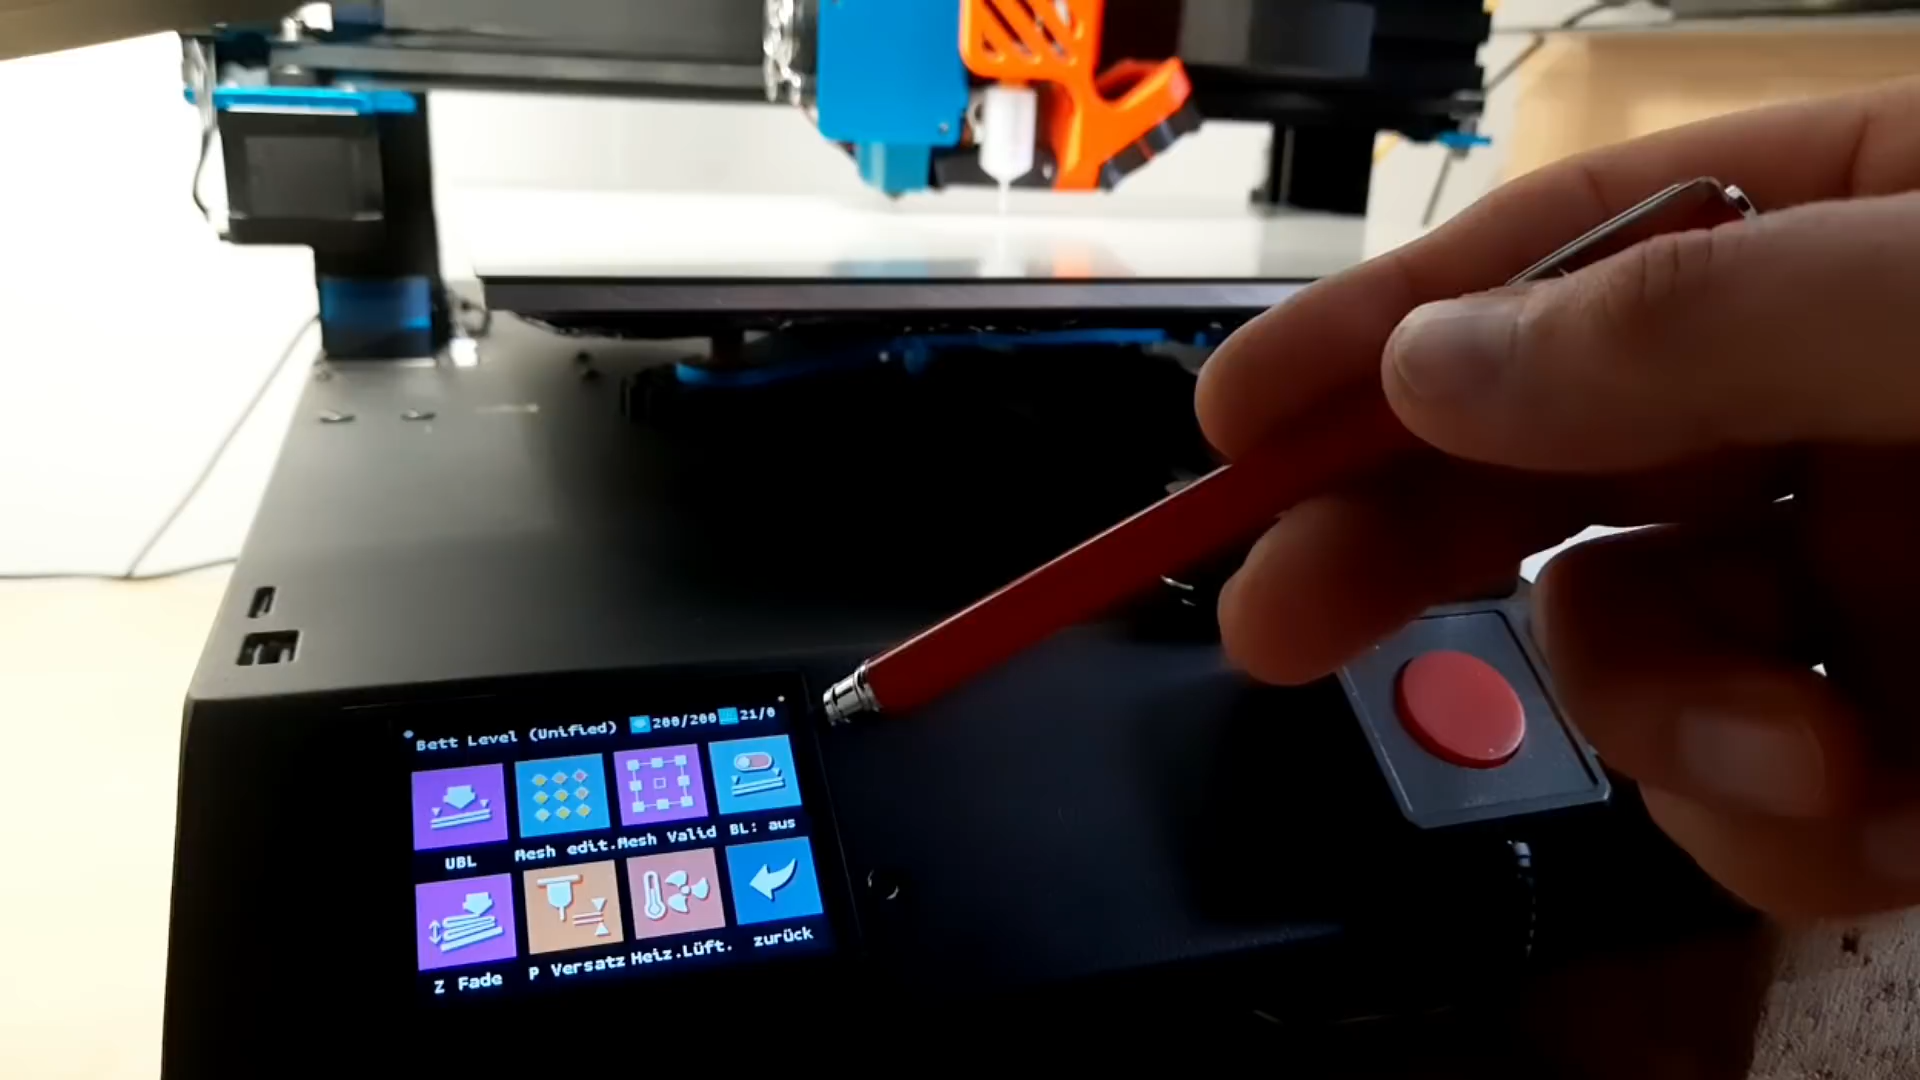 Bett Level (Unified) 200/200 21/0
UBL Mesh edit. Mesh Valid BL: aus
Z Fade P Versatz Heiz.Lüft. zurück